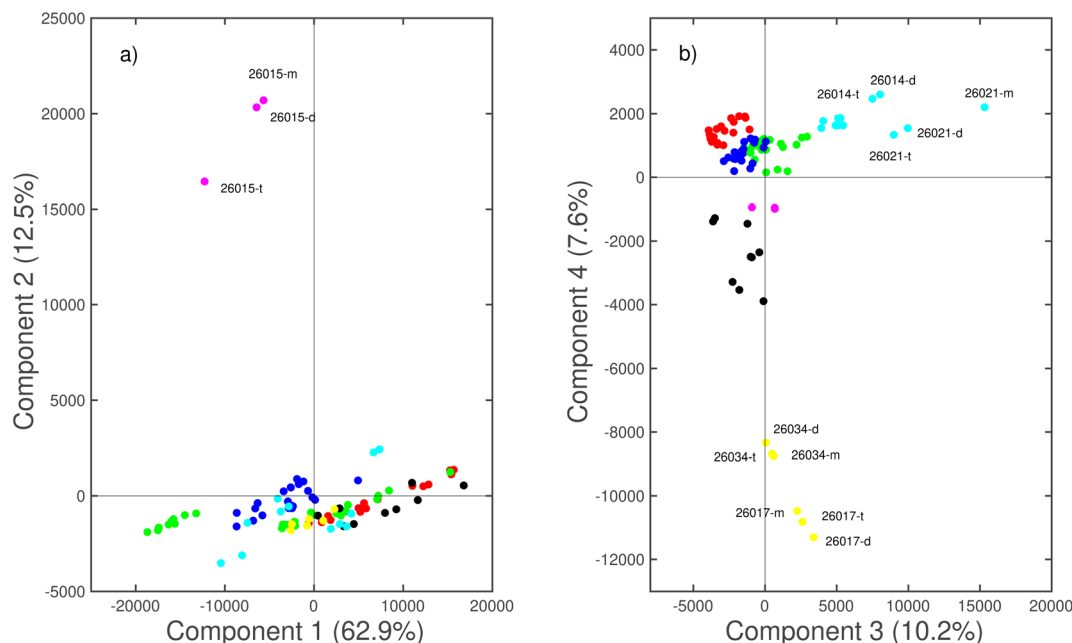 a)
25000
20000
15000
10000
5000
0
-5000
-20000
-10000
0
10000
20000
Component 2 (12.5%)
Component 1 (62.9%)
26015-m
26015-d
26015-t
b)
4000
2000
0
-2000
-4000
-6000
-8000
-10000
-12000
-5000
0
5000
10000
15000
20000
Component 4 (7.6%)
Component 3 (10.2%)
26014-d
26014-t
26021-m
26021-d
26021-t
26034-d
26034-t
26034-m
26017-m
26017-t
26017-d